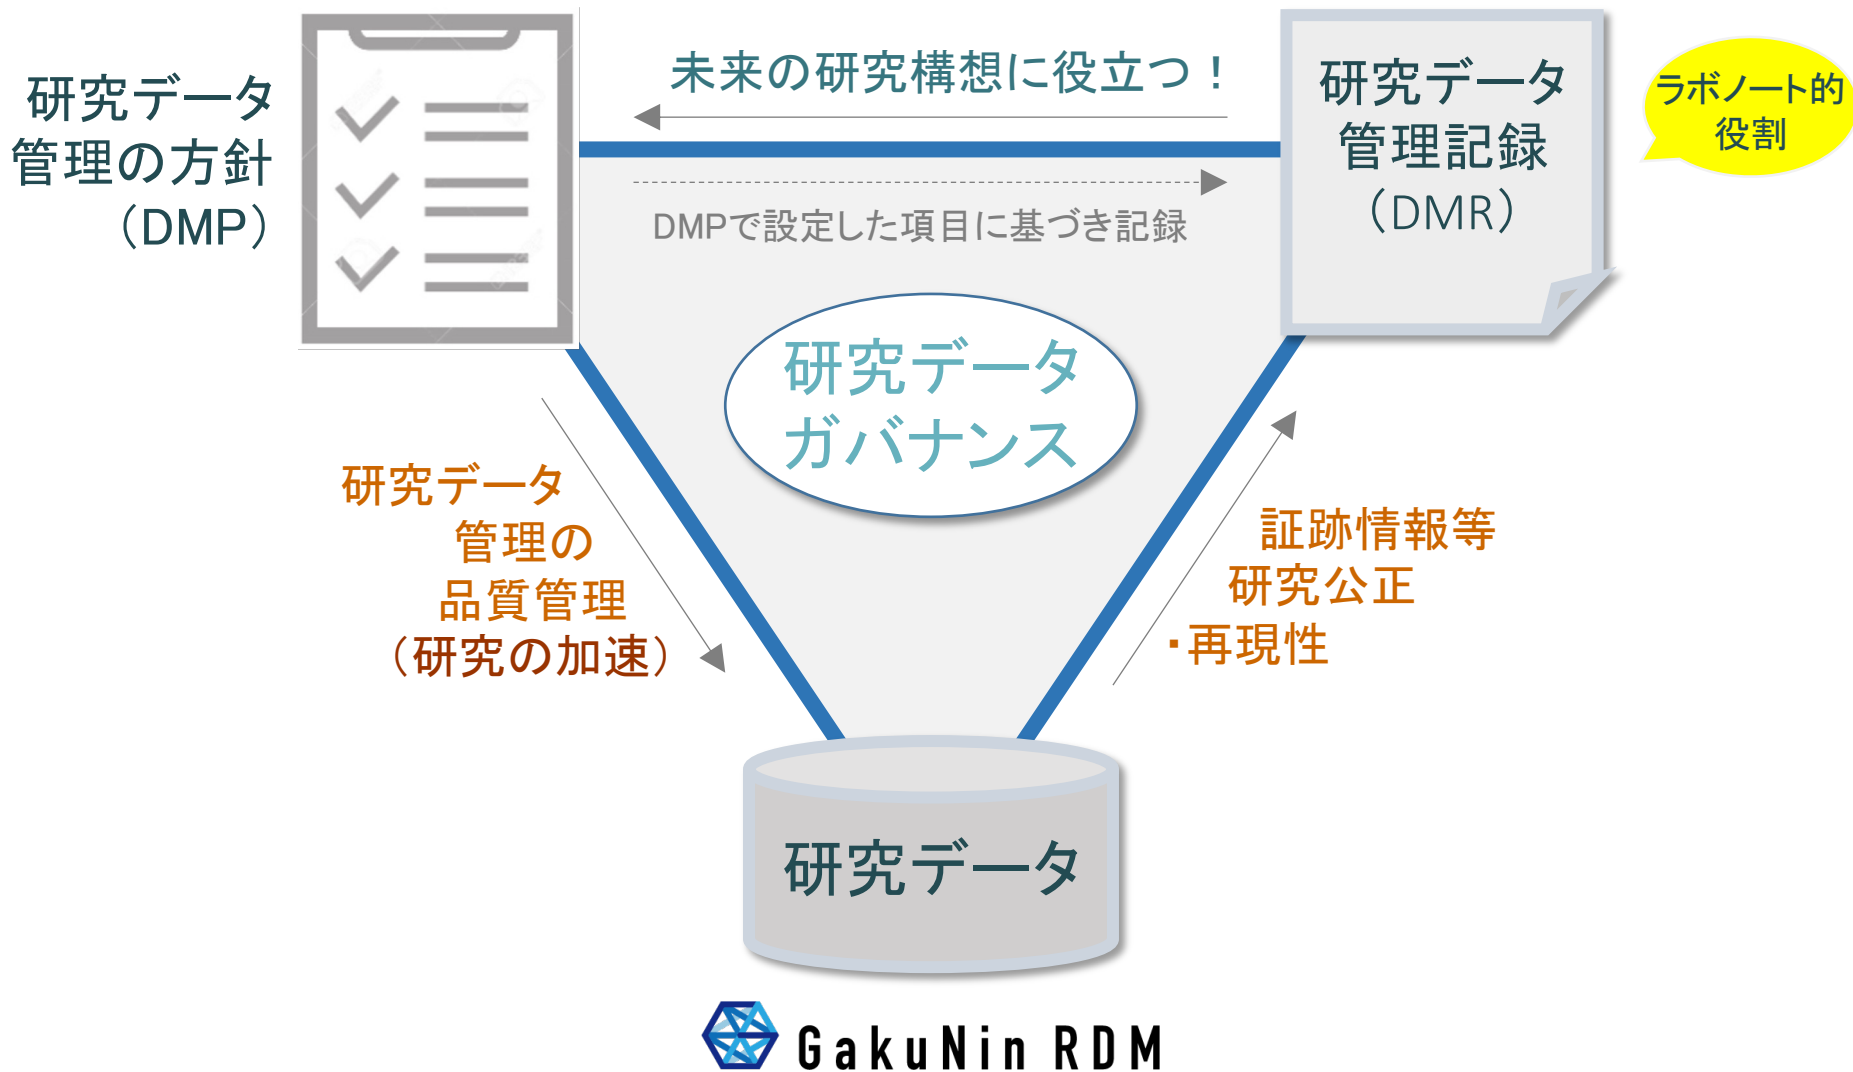 研究データ
管理の方針
（DMP）
未来の研究構想に役立つ！
DMPで設定した項目に基づき記録
研究データ
管理記録
（DMR）
ラボノート的
役割
研究データ
ガバナンス
研究データ
管理の
品質管理
（研究の加速）
証跡情報等
研究公正
・再現性
研究データ
GakuNin RDM